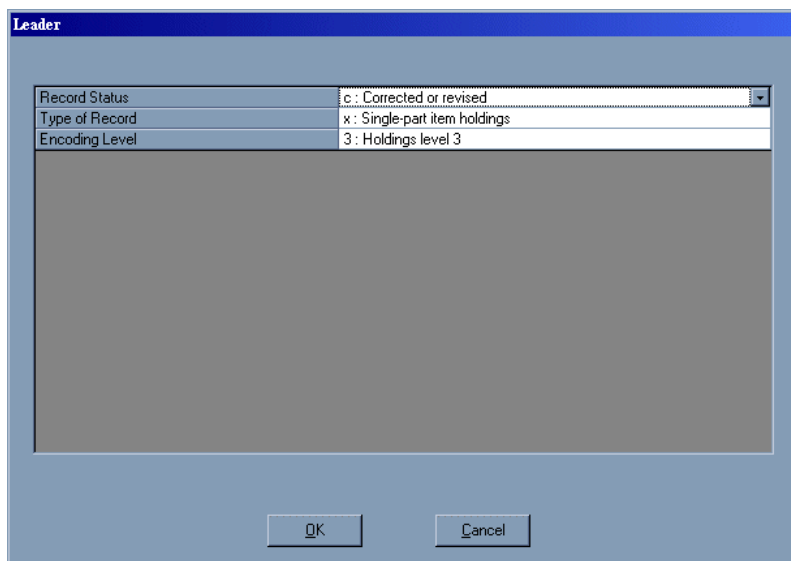 Leader
Record Status c : Corrected or revised
Type of Record x : Single-part item holdings
Encoding Level 3 : Holdings level 3
OK Cancel